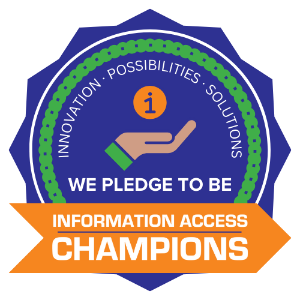 INNOVATION · POSSIBILITIES · SOLUTIONS
i
WE PLEDGE TO BE
INFORMATION ACCESS
CHAMPIONS